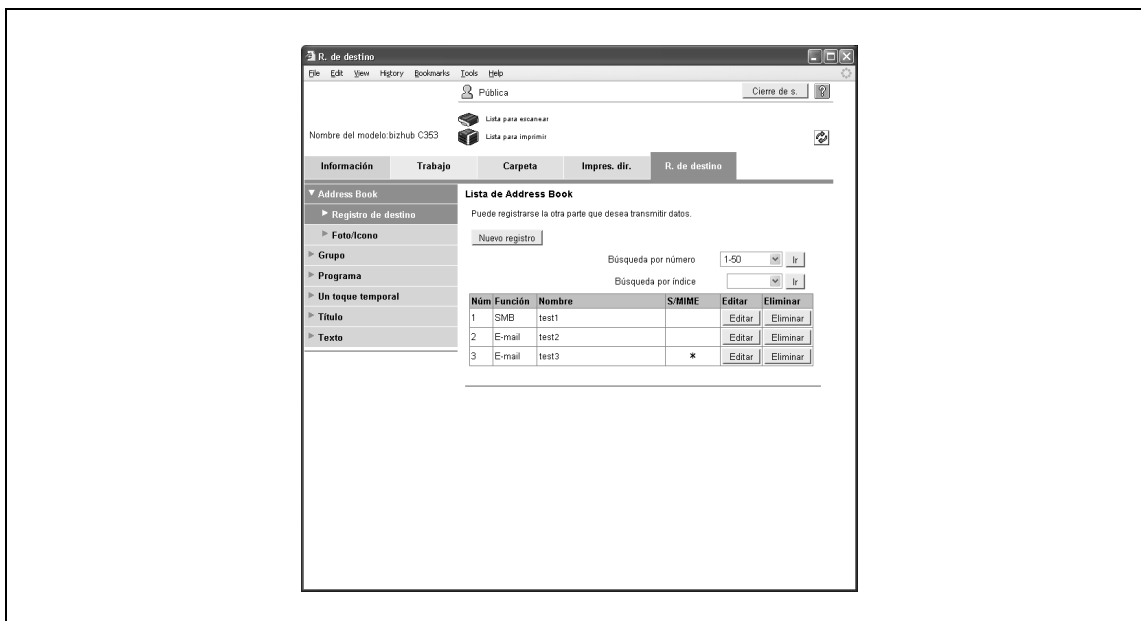 R. de destino
File Edit View History Bookmarks Tools Help
Pública
Cierre de s. ?
Lista para escanear
Nombre del modelo:bizhub C353
Lista para imprimir
Información Trabajo Carpeta Impres. dir. R. de destino
Address Book
Registro de destino
Foto/Icono
Grupo
Programa
Un toque temporal
Título
Texto
Lista de Address Book
Puede registrarse la otra parte que desea transmitir datos.
Nuevo registro
Búsqueda por número 1-50 Ir
Búsqueda por índice Ir
Núm Función Nombre S/MIME Editar Eliminar
1 SMB test1 Editar Eliminar
2 E-mail test2 Editar Eliminar
3 E-mail test3 * Editar Eliminar